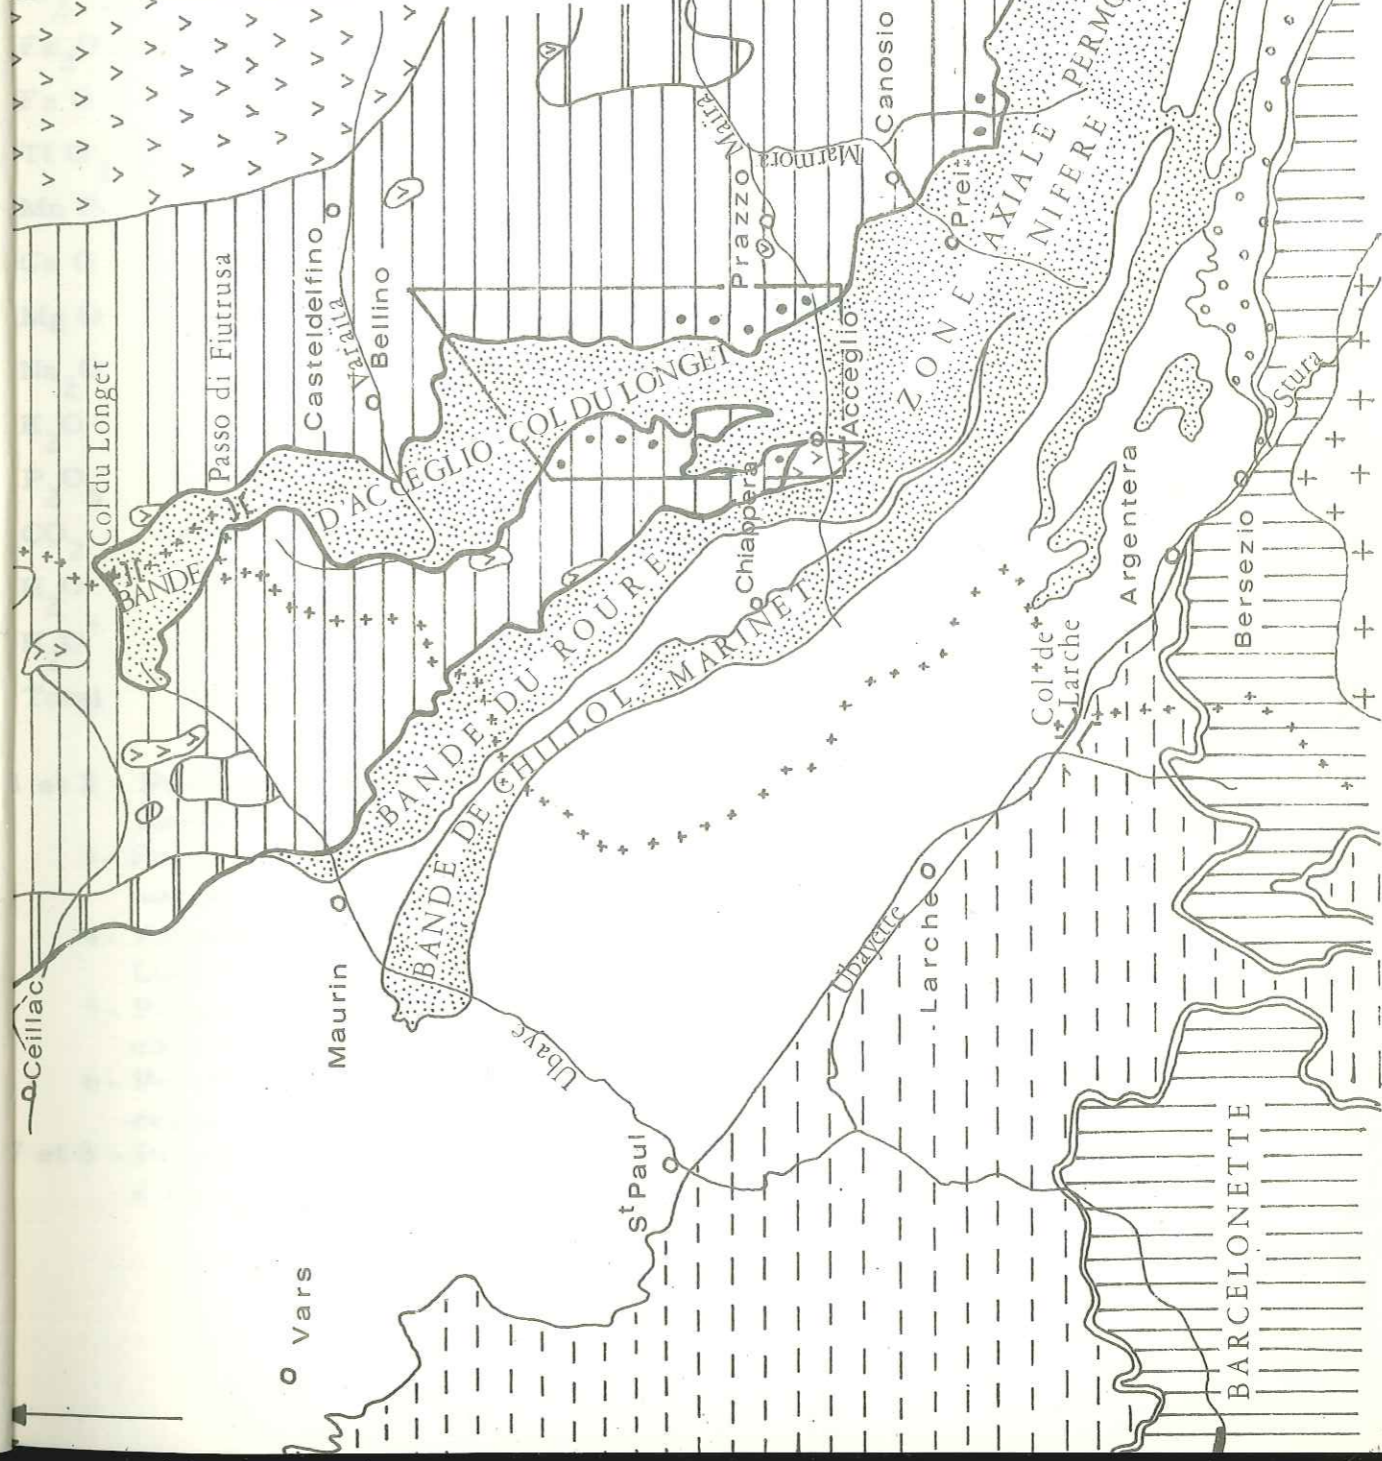 Ceillac
Col du Longet
Passo di Fiutrusa
Casteldelfino
Varaita
Bellino
BANDE D'ACCEGLIO-COL DU LONGET
Maira
Prazzo
Marmora
Canosio
Preit
Acceglio
Chiappera
ZONE AXIALE PERMO
NIFERE
BANDE DU ROURE
BANDE DE CHILLOL MARINET
Maurin
Ubaye
Vars
St Paul
Ubayette
Larche
Col de
Larche
Argentera
Bersezio
Stura
BARCELONETTE